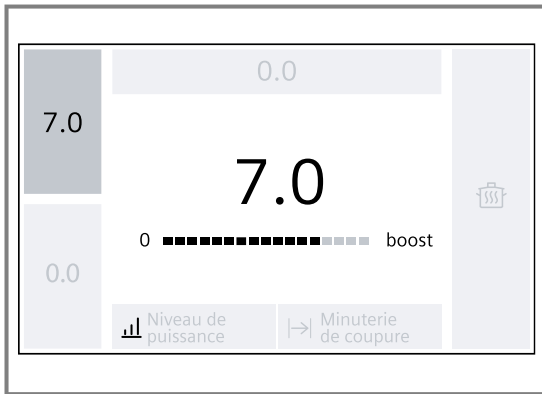 0.0
7.0
7.0
0 boost
0.0
Niveau de
puissance
Minuterie
de coupure